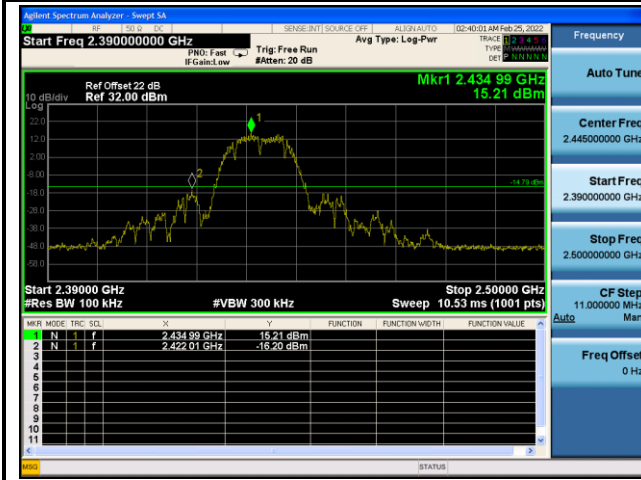 Agilent Spectrum Analyzer - Swept SA
RF 50 Ω DC SENSE:INT SOURCE OFF ALIGN AUTO 02:40:01 AM Feb 25, 2022
Start Freq 2.390000000 GHz
PNO: Fast
IFGain:Low
Trig: Free Run
#Atten: 20 dB
Avg Type: Log-Pwr
TRACE 1 2 3 4 5 6
TYPE M
DET P N N N N N
Frequency
Auto Tune
Center Freq
2.445000000 GHz
Start Freq
2.390000000 GHz
Stop Freq
2.500000000 GHz
CF Step
11.000000 MHz
Auto Man
Freq Offset
0 Hz
Mkr1 2.434 99 GHz
15.21 dBm
Ref Offset 22 dB
10 dB/div Ref 32.00 dBm
Log
22.0
12.0
2.00
-8.00
-18.0
-28.0
-38.0
-48.0
-58.0
1
2
-14.79 dBm
Start 2.39000 GHz Stop 2.50000 GHz
#Res BW 100 kHz #VBW 300 kHz Sweep 10.53 ms (1001 pts)
MKR MODE TRC SCL X Y FUNCTION FUNCTION WIDTH FUNCTION VALUE
1 N 1 f 2.434 99 GHz 15.21 dBm
2 N 1 f 2.422 01 GHz -16.20 dBm
3
4
5
6
7
8
9
10
11
MSG STATUS